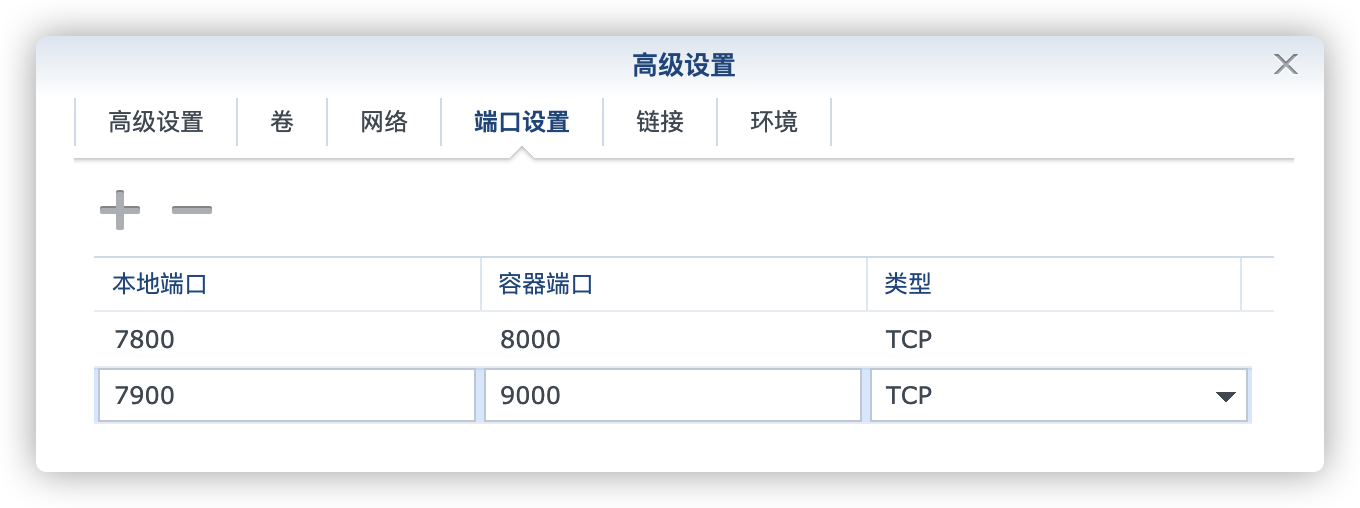 高级设置
高级设置 卷 网络 端口设置 链接 环境
本地端口 容器端口 类型
7800 8000 TCP
7900 9000 TCP